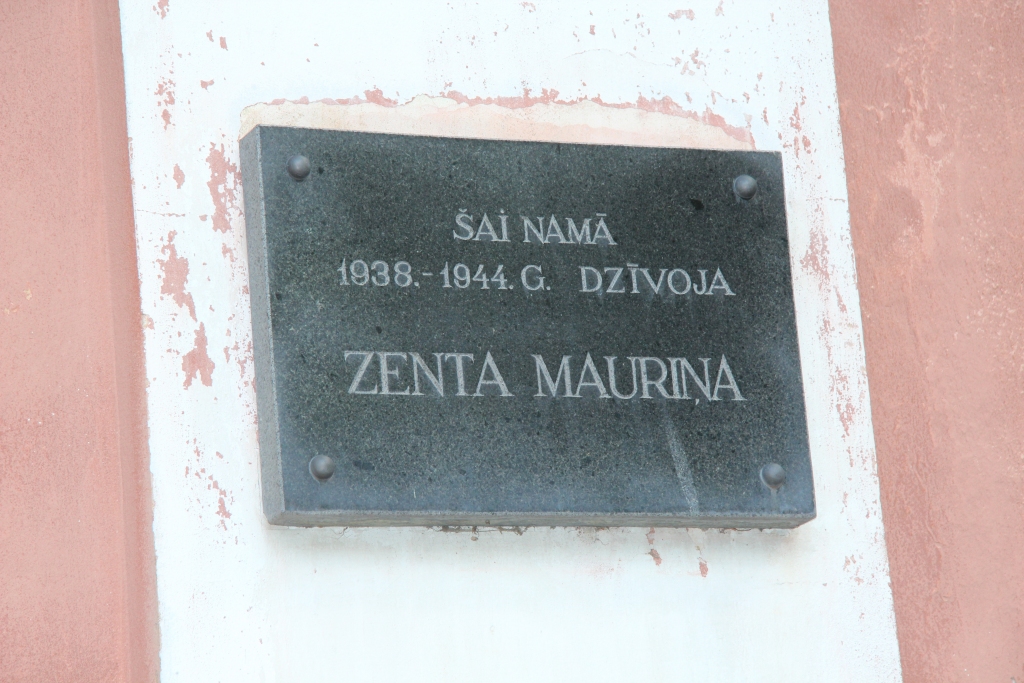 ŠAI NAMĀ
1938.-1944. G. DZĪVOJA
ZENTA MAURIŅA